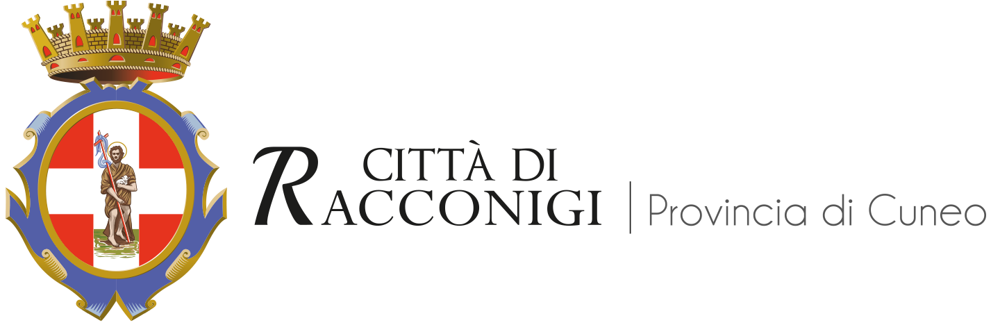 CITTÀ DI
RACCONIGI
Provincia di Cuneo